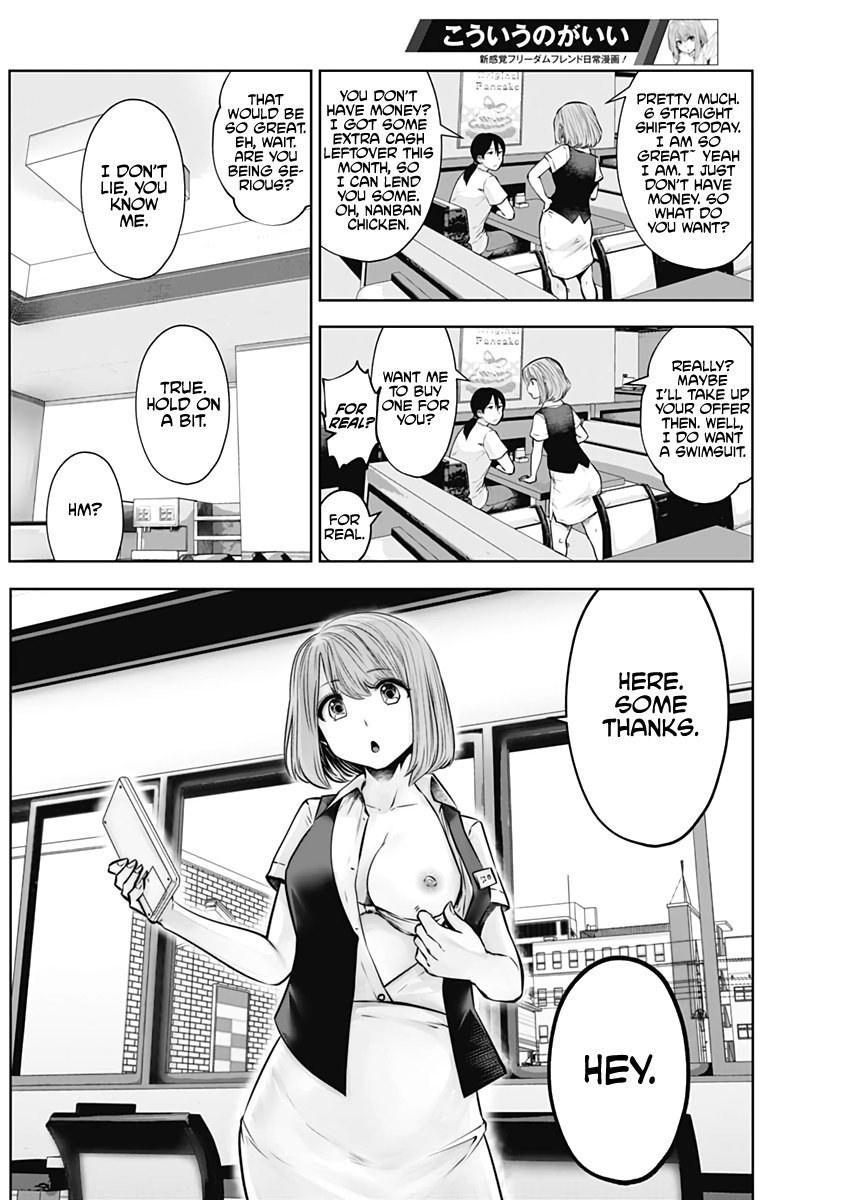 こういうのがいい
新感覚フリーダムフレンド日常漫画！
PRETTY MUCH.
6 STRAIGHT
SHIFTS TODAY.
I AM SO
GREAT~ YEAH
I AM. I JUST
DON'T HAVE
MONEY. SO
WHAT DO
YOU WANT?
Original
Pancake
YOU DON'T
HAVE MONEY?
I GOT SOME
EXTRA CASH
LEFTOVER THIS
MONTH, SO
I CAN LEND
YOU SOME.
OH, NANBAN
CHICKEN.
REALLY?
MAYBE
I'LL TAKE UP
YOUR OFFER
THEN. WELL,
I DO WANT
A SWIMSUIT.
Original
Pancake
WANT ME
TO BUY
ONE FOR
YOU?
FOR
REAL?
FOR
REAL.
THAT
WOULD BE
SO GREAT.
EH, WAIT.
ARE YOU
BEING SE-
RIOUS?
I DON'T
LIE, YOU
KNOW
ME.
TRUE.
HOLD ON
A BIT.
HM?
HERE.
SOME
THANKS.
HEY.